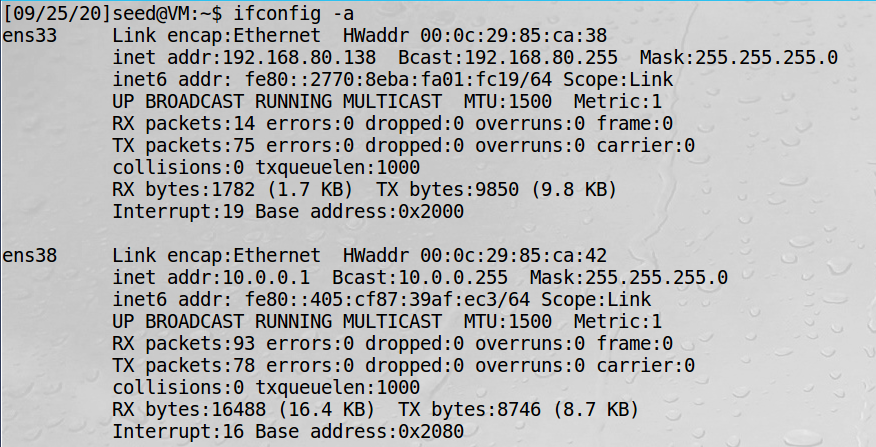 [09/25/20]seed@VM:~$ ifconfig -a
ens33     Link encap:Ethernet  HWaddr 00:0c:29:85:ca:38
          inet addr:192.168.80.138  Bcast:192.168.80.255  Mask:255.255.255.0
          inet6 addr: fe80::2770:8eba:fa01:fc19/64 Scope:Link
          UP BROADCAST RUNNING MULTICAST  MTU:1500  Metric:1
          RX packets:14 errors:0 dropped:0 overruns:0 frame:0
          TX packets:75 errors:0 dropped:0 overruns:0 carrier:0
          collisions:0 txqueuelen:1000
          RX bytes:1782 (1.7 KB)  TX bytes:9850 (9.8 KB)
          Interrupt:19 Base address:0x2000

ens38     Link encap:Ethernet  HWaddr 00:0c:29:85:ca:42
          inet addr:10.0.0.1  Bcast:10.0.0.255  Mask:255.255.255.0
          inet6 addr: fe80::405:cf87:39af:ec3/64 Scope:Link
          UP BROADCAST RUNNING MULTICAST  MTU:1500  Metric:1
          RX packets:93 errors:0 dropped:0 overruns:0 frame:0
          TX packets:78 errors:0 dropped:0 overruns:0 carrier:0
          collisions:0 txqueuelen:1000
          RX bytes:16488 (16.4 KB)  TX bytes:8746 (8.7 KB)
          Interrupt:16 Base address:0x2080